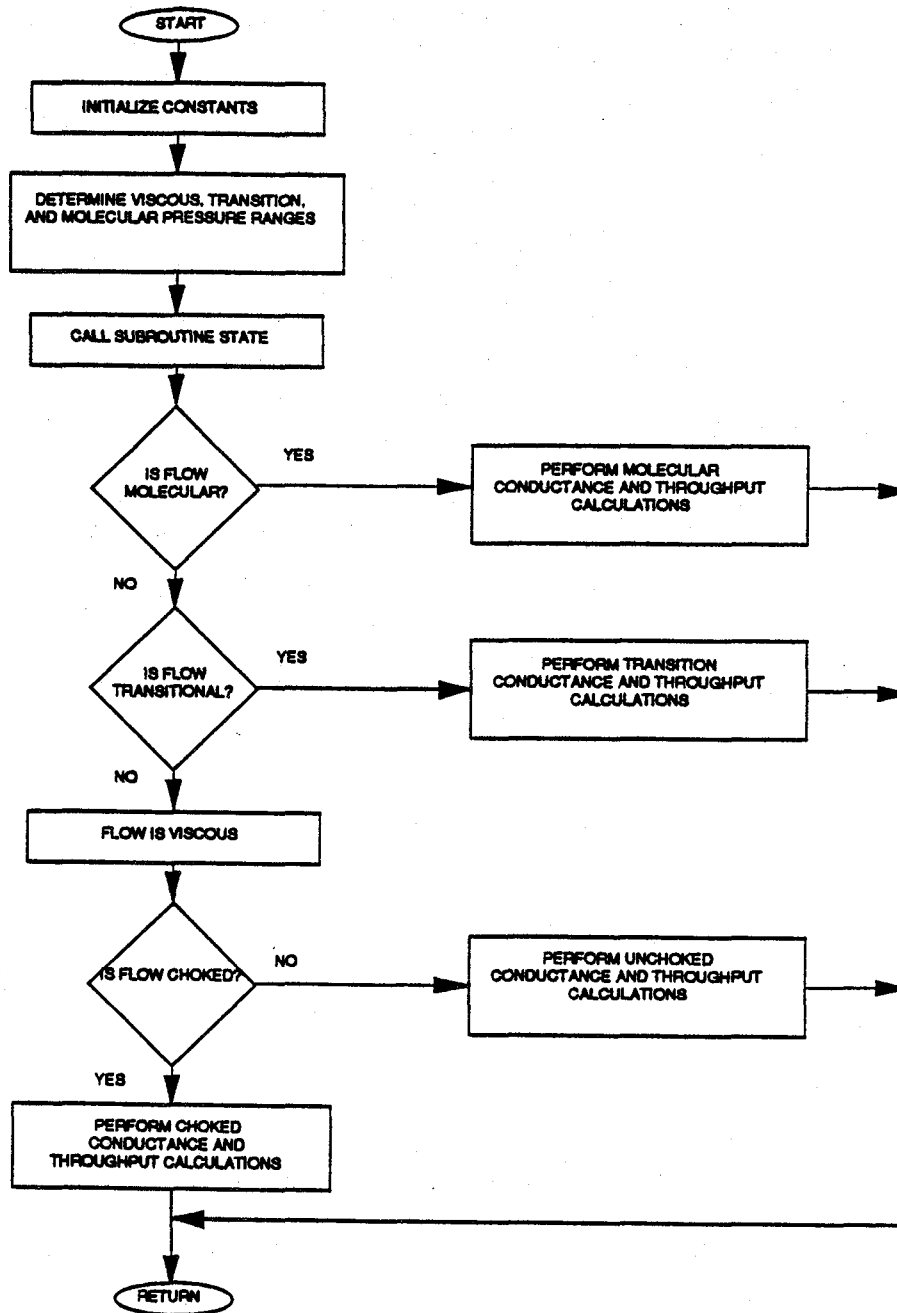 START
INITIALIZE CONSTANTS
DETERMINE VISCOUS, TRANSITION,
AND MOLECULAR PRESSURE RANGES
CALL SUBROUTINE STATE
IS FLOW
MOLECULAR?
YES
PERFORM MOLECULAR
CONDUCTANCE AND THROUGHPUT
CALCULATIONS
NO
IS FLOW
TRANSITIONAL?
YES
PERFORM TRANSITION
CONDUCTANCE AND THROUGHPUT
CALCULATIONS
NO
FLOW IS VISCOUS
IS FLOW CHOKED?
NO
PERFORM UNCHOKED
CONDUCTANCE AND THROUGHPUT
CALCULATIONS
YES
PERFORM CHOKED
CONDUCTANCE AND
THROUGHPUT CALCULATIONS
RETURN